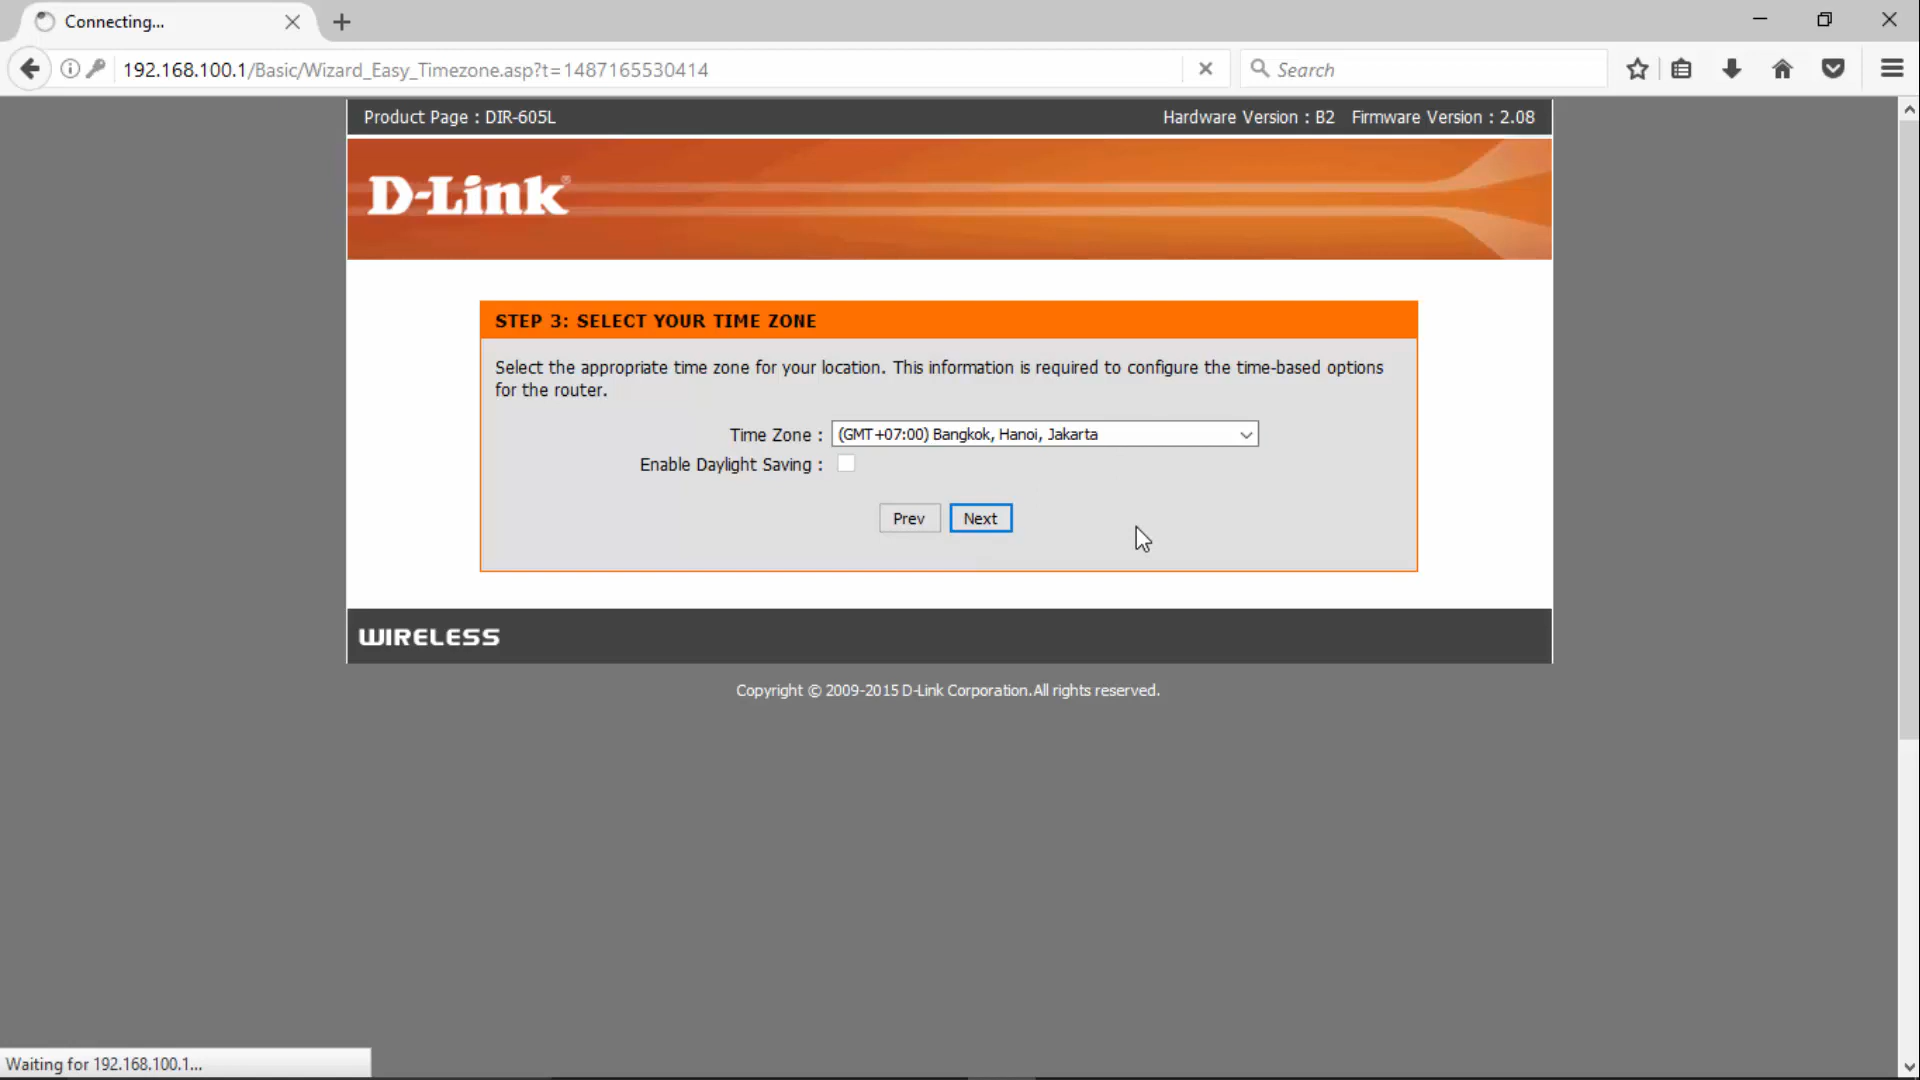 Connecting...
192.168.100.1/Basic/Wizard_Easy_Timezone.asp?t=1487165530414
Search
Product Page : DIR-605L
Hardware Version : B2 Firmware Version : 2.08
D-Link®
STEP 3: SELECT YOUR TIME ZONE
Select the appropriate time zone for your location. This information is required to configure the time-based options
for the router.
Time Zone : (GMT+07:00) Bangkok, Hanoi, Jakarta
Enable Daylight Saving :
Prev Next
WIRELESS
Copyright © 2009-2015 D-Link Corporation.All rights reserved.
Waiting for 192.168.100.1...